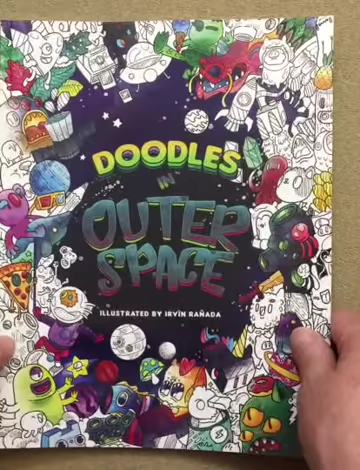 DOODLES
IN
OUTER
SPACE
ILLUSTRATED BY IRVIN RAÑADA